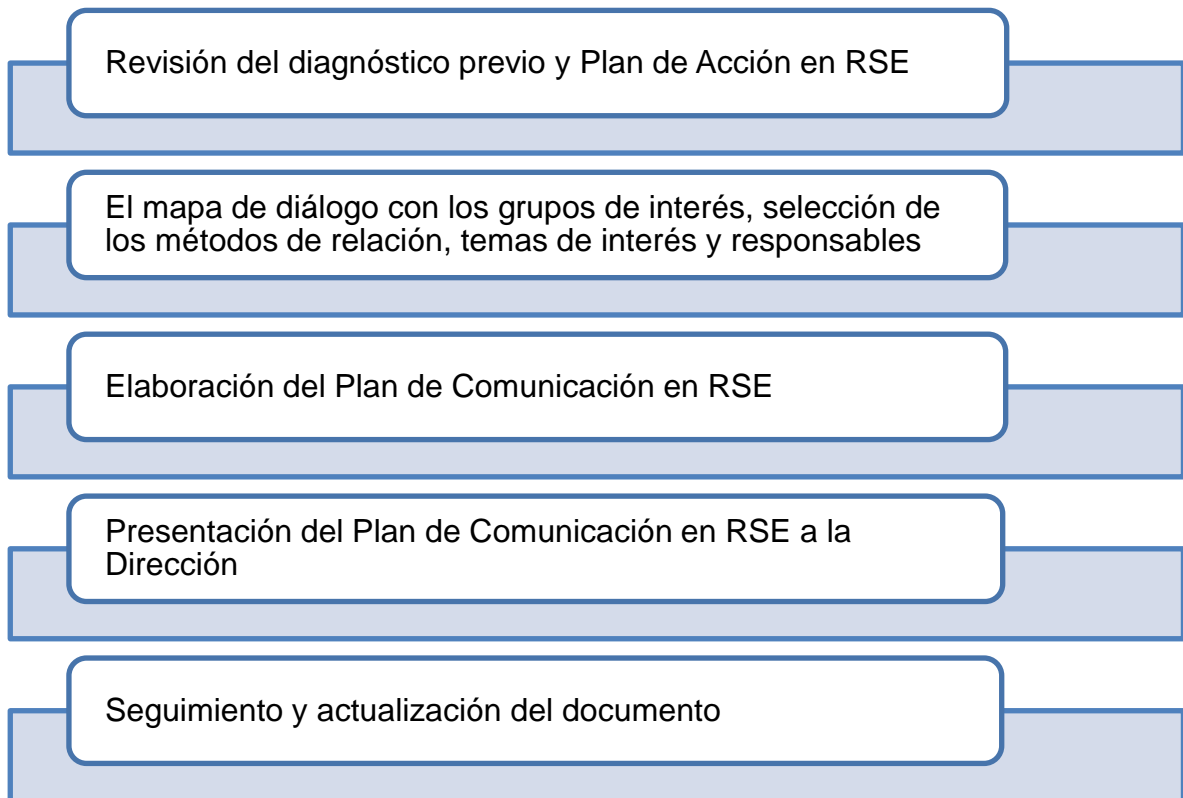 Revisión del diagnóstico previo y Plan de Acción en RSE
El mapa de diálogo con los grupos de interés, selección de
los métodos de relación, temas de interés y responsables
Elaboración del Plan de Comunicación en RSE
Presentación del Plan de Comunicación en RSE a la
Dirección
Seguimiento y actualización del documento